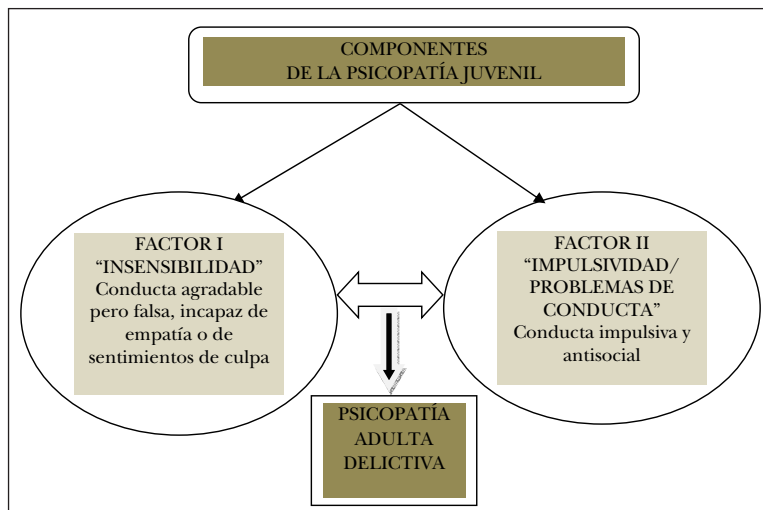 COMPONENTES
DE LA PSICOPATÍA JUVENIL
FACTOR I
“INSENSIBILIDAD”
Conducta agradable
pero falsa, incapaz de
empatía o de
sentimientos de culpa
FACTOR II
“IMPULSIVIDAD/
PROBLEMAS DE
CONDUCTA”
Conducta impulsiva y
antisocial
PSICOPATÍA
ADULTA
DELICTIVA